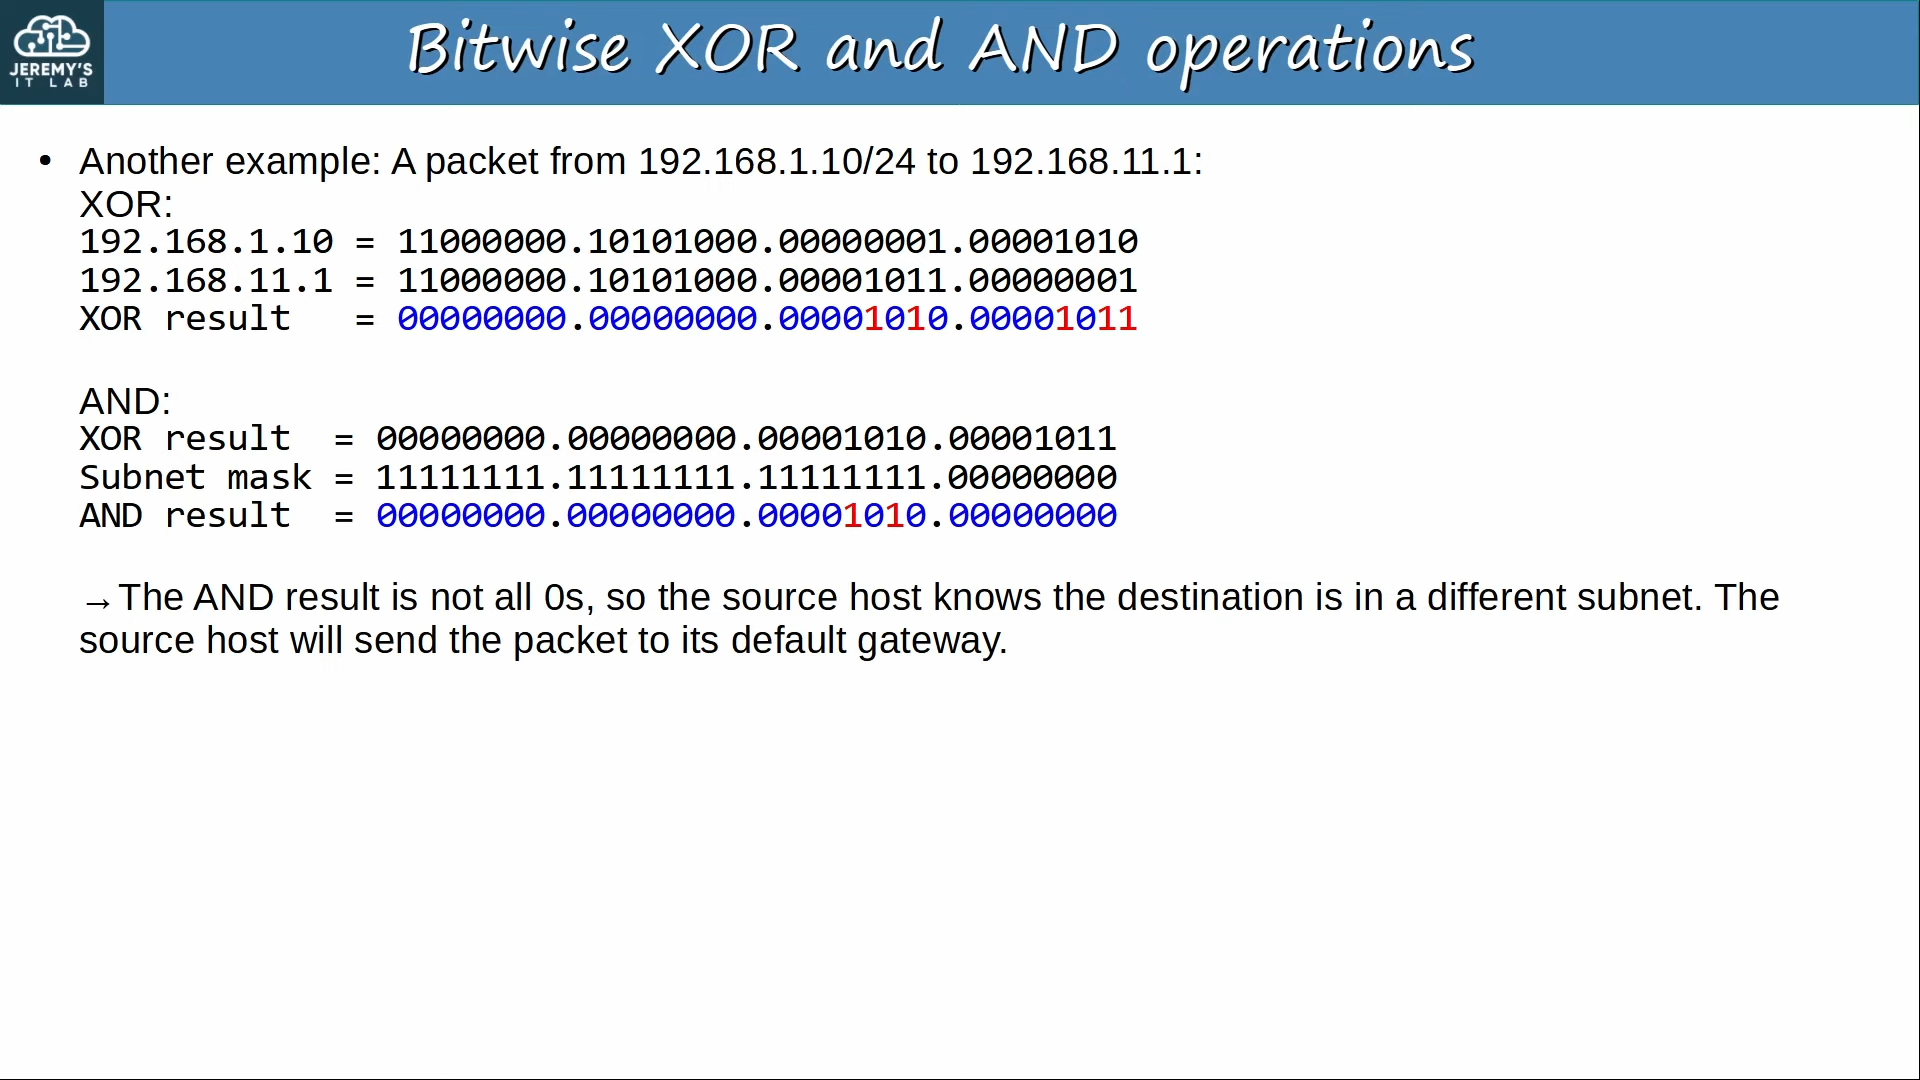 JEREMY'S
IT LAB
Bitwise XOR and AND operations
• Another example: A packet from 192.168.1.10/24 to 192.168.11.1:
XOR:
192.168.1.10 = 11000000.10101000.00000001.00001010
192.168.11.1 = 11000000.10101000.00001011.00000001
XOR result = 00000000.00000000.00001010.00001011
AND:
XOR result = 00000000.00000000.00001010.00001011
Subnet mask = 11111111.11111111.11111111.00000000
AND result = 00000000.00000000.00001010.00000000
→The AND result is not all 0s, so the source host knows the destination is in a different subnet. The
source host will send the packet to its default gateway.